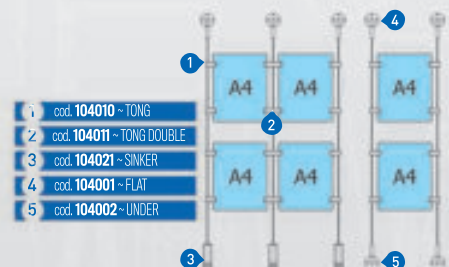 4
1
A4 A4 A4
1 cod. 104010 ~ TONG
2 cod. 104011 ~ TONG DOUBLE
2
3 cod. 104021 ~ SINKER
4 cod. 104001 ~ FLAT
A4 A4 A4
5 cod. 104002 ~ UNDER
3
5